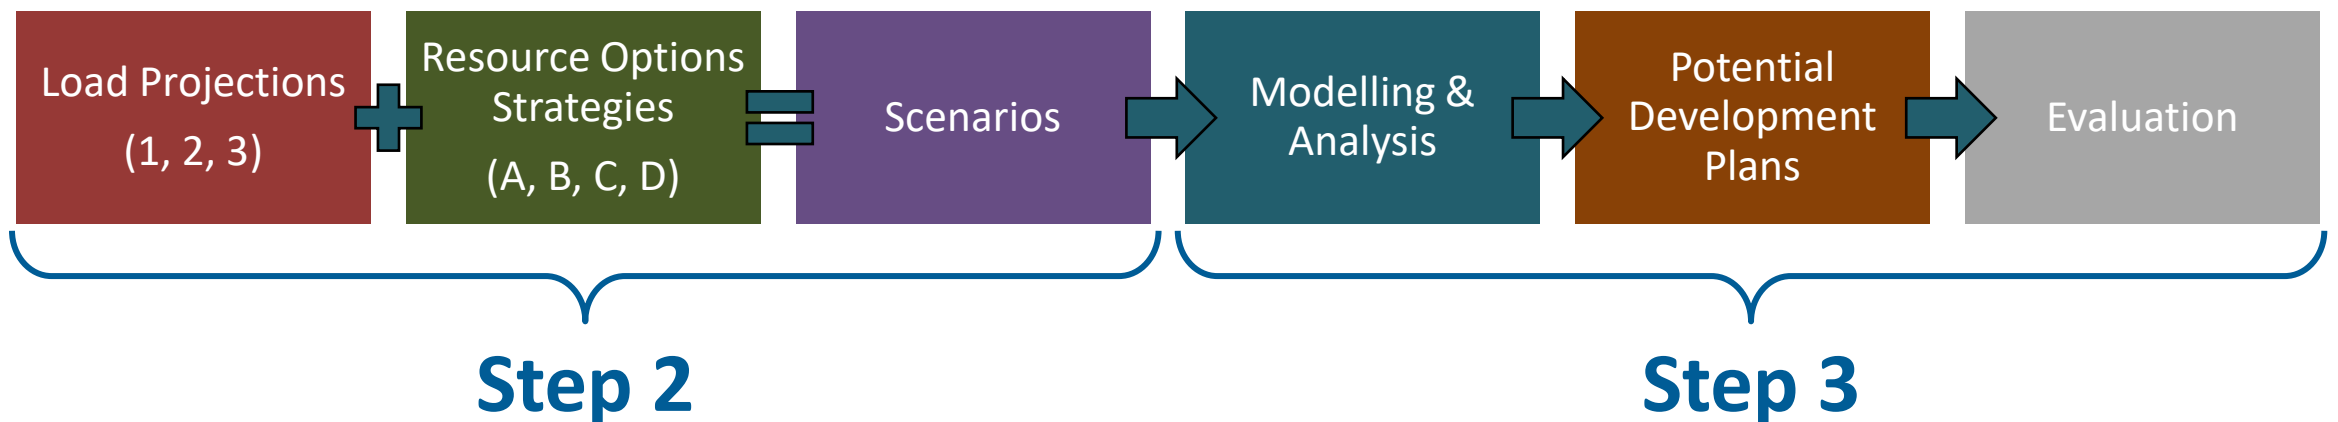 Load Projections
(1, 2, 3)
Resource Options
Strategies
(A, B, C, D)
Scenarios
Modelling &
Analysis
Potential
Development
Plans
Evaluation
Step 2
Step 3